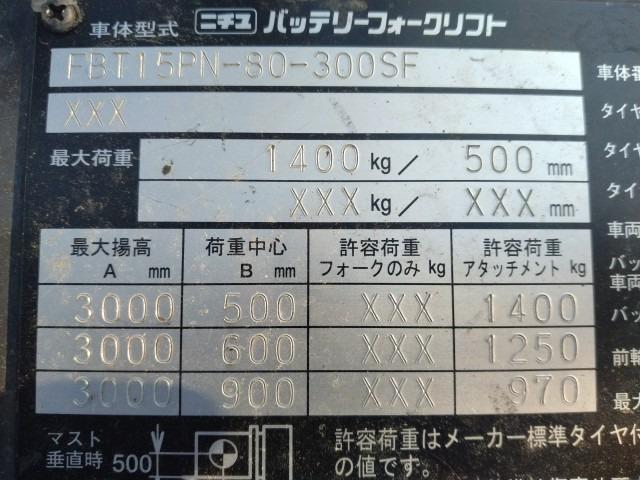 車体型式 ニチユ バッテリーフォークリフト
FBT15PN-80-300SF
XXX
最大荷重 1400 kg / 500 mm
XXX kg / XXX mm
最大揚高 A mm 荷重中心 B mm 許容荷重 フォークのみ kg 許容荷重 アタッチメント kg
3000 500 XXX 1400
3000 600 XXX 1250
3000 900 XXX 970
マスト
垂直時 500
許容荷重はメーカー標準タイヤ付
の値です。
車体番
タイヤ
タイヤ
タイ
車両
バッ
車両
バッ
前輪
最大